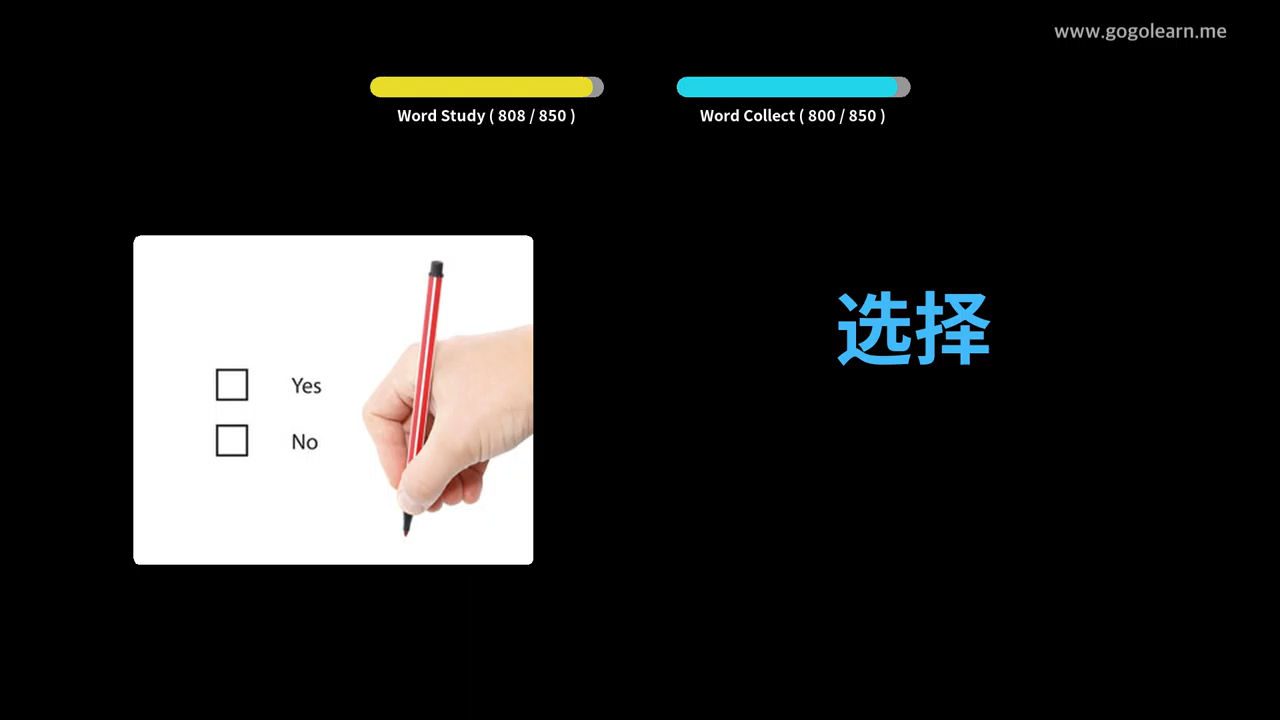 www.gogolearn.me
Word Study ( 808 / 850 )
Word Collect ( 800 / 850 )
选择
Yes
No